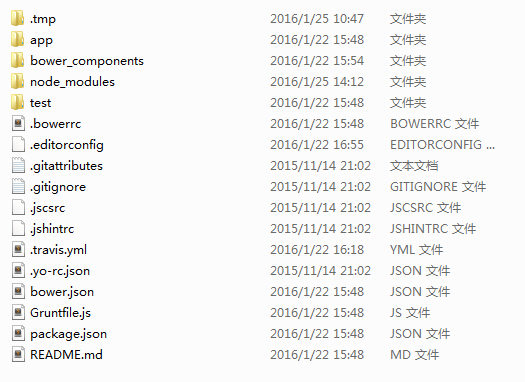 .tmp 2016/1/25 10:47 文件夹
app 2016/1/22 15:48 文件夹
bower_components 2016/1/22 15:54 文件夹
node_modules 2016/1/25 14:12 文件夹
test 2016/1/22 15:48 文件夹
.bowerrc 2016/1/22 15:48 BOWERRC 文件
.editorconfig 2016/1/22 16:55 EDITORCONFIG ...
.gitattributes 2015/11/14 21:02 文本文档
.gitignore 2015/11/14 21:02 GITIGNORE 文件
.jscsrc 2015/11/14 21:02 JSCSRC 文件
.jshintrc 2015/11/14 21:02 JSHINTRC 文件
.travis.yml 2016/1/22 16:18 YML 文件
.yo-rc.json 2015/11/14 21:02 JSON 文件
bower.json 2016/1/22 15:48 JSON 文件
Gruntfile.js 2016/1/22 15:48 JS 文件
package.json 2016/1/22 15:48 JSON 文件
README.md 2016/1/22 15:48 MD 文件